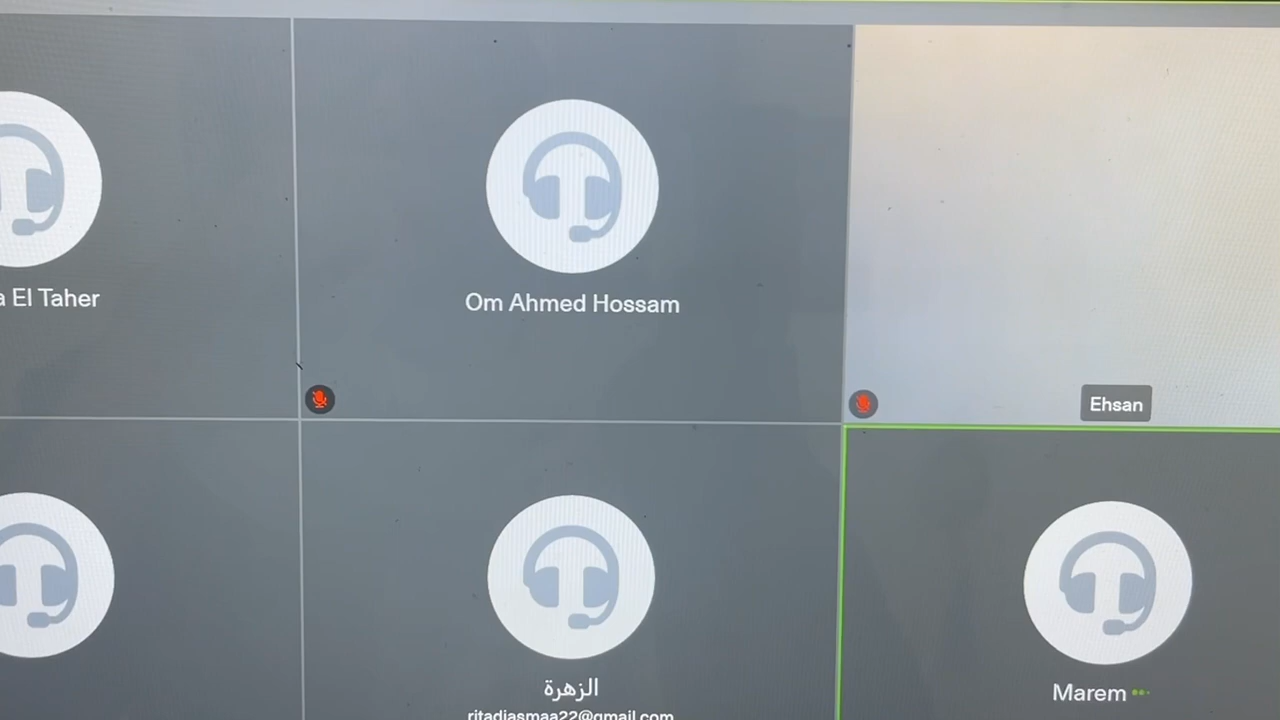 a El Taher
Om Ahmed Hossam
Ehsan
الزهرة
ritadiasmaa22@gmail.com
Marem